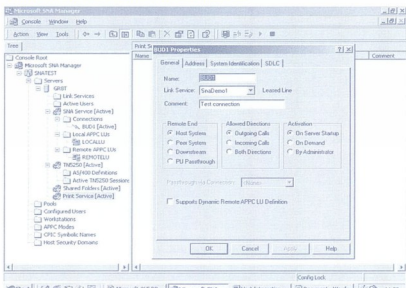 Microsoft SNA Manager
Console Window Help
Action View Tools
Tree
Console Root
Microsoft SNA Manager
SNATEST
Servers
Link Services
Active Users
SNA Service [Active]
Connections
BUD1 [Active]
Local APPC LUs
LOCALLU
Remote APPC LUs
REMOTELU
TN5250 [Active]
AS/400 Definitions
Active TN5250 Sessions
Shared Folders [Active]
Print Service [Active]
Pools
Configured Users
Workstations
APPC Modes
CPIC Symbolic Names
Host Security Domains
Name
Comment
BUD1 Properties
General Address System Identification SDLC
Name: BUD1
Link Service: SnaDemo1 Leased Line
Comment: Test connection
Remote End
Host System
Peer System
Downstream
PU Passthrough
Allowed Directions
Outgoing Calls
Incoming Calls
Both Directions
Activation
On Server Startup
On Demand
By Administrator
Supports Dynamic Remote APPC LU Definition
OK Cancel Apply Help
Config Lock